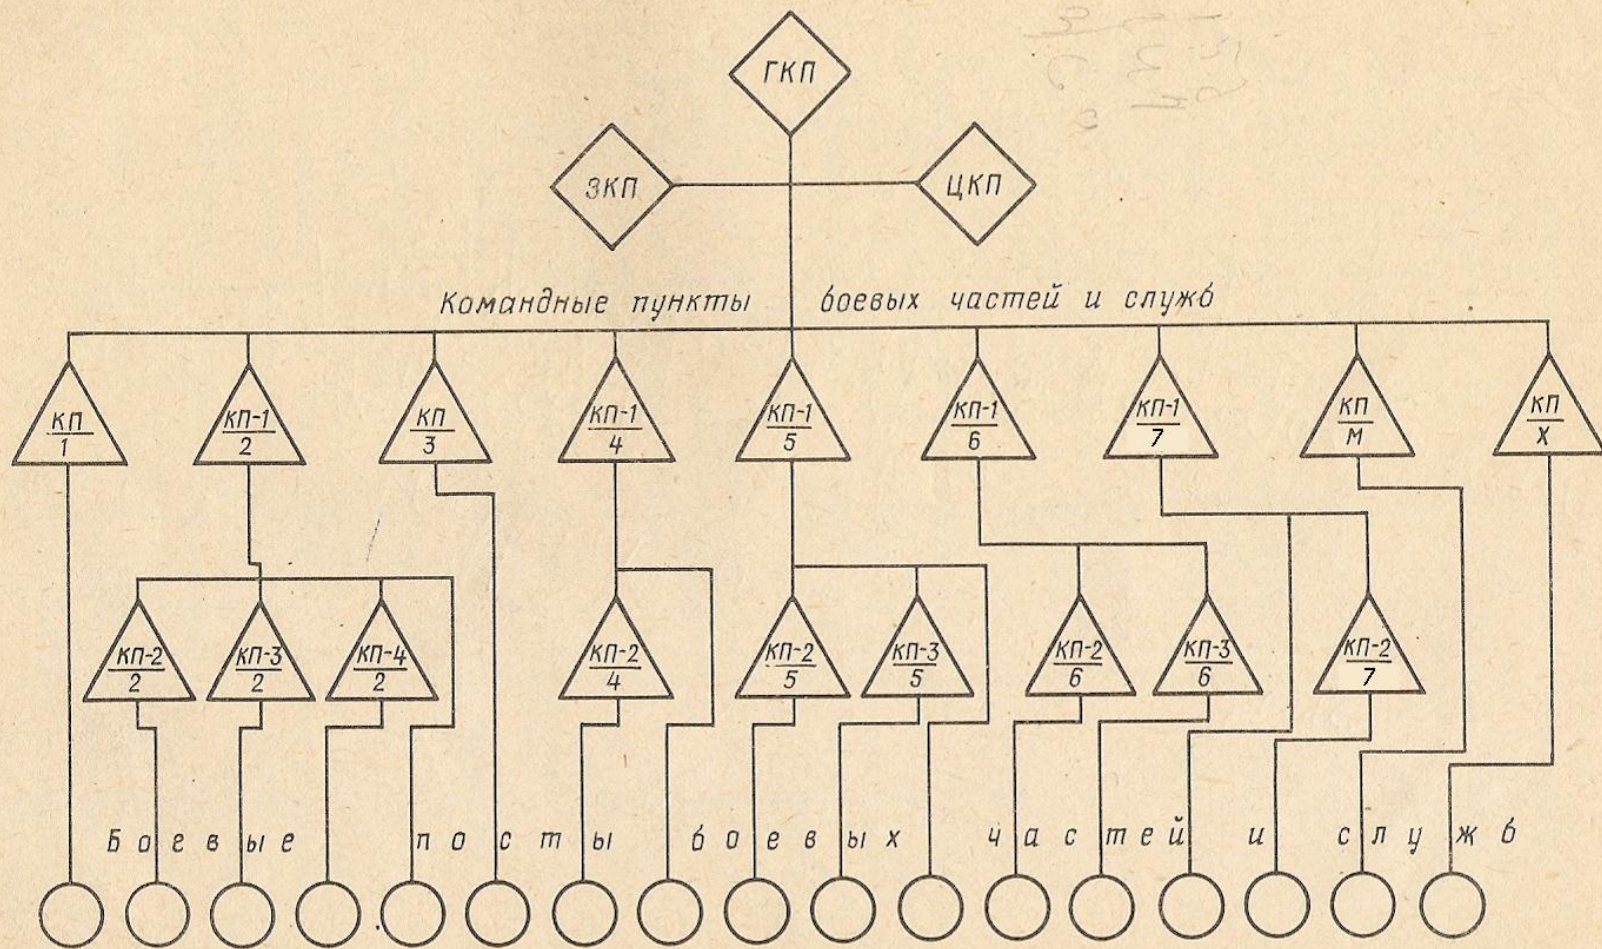 ГКП
ЗКП
ЦКП
Командные пункты боевых частей и служб
КП
1
КП-1
2
КП
3
КП-1
4
КП-1
5
КП-1
6
КП-1
7
КП
М
КП
Х
КП-2
2
КП-3
2
КП-4
2
КП-2
4
КП-2
5
КП-3
5
КП-2
6
КП-3
6
КП-2
7
Боевые посты боевых частей и служб